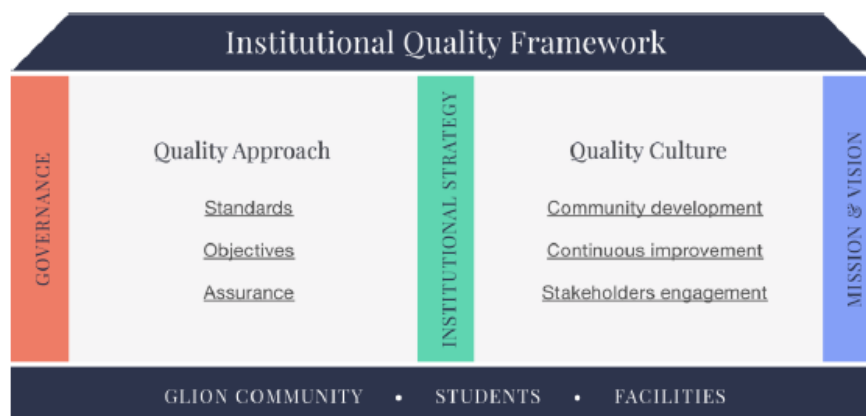 Institutional Quality Framework
GOVERNANCE
Quality Approach
Standards
Objectives
Assurance
INSTITUTIONAL STRATEGY
Quality Culture
Community development
Continuous improvement
Stakeholders engagement
MISSION & VISION
GLION COMMUNITY • STUDENTS • FACILITIES